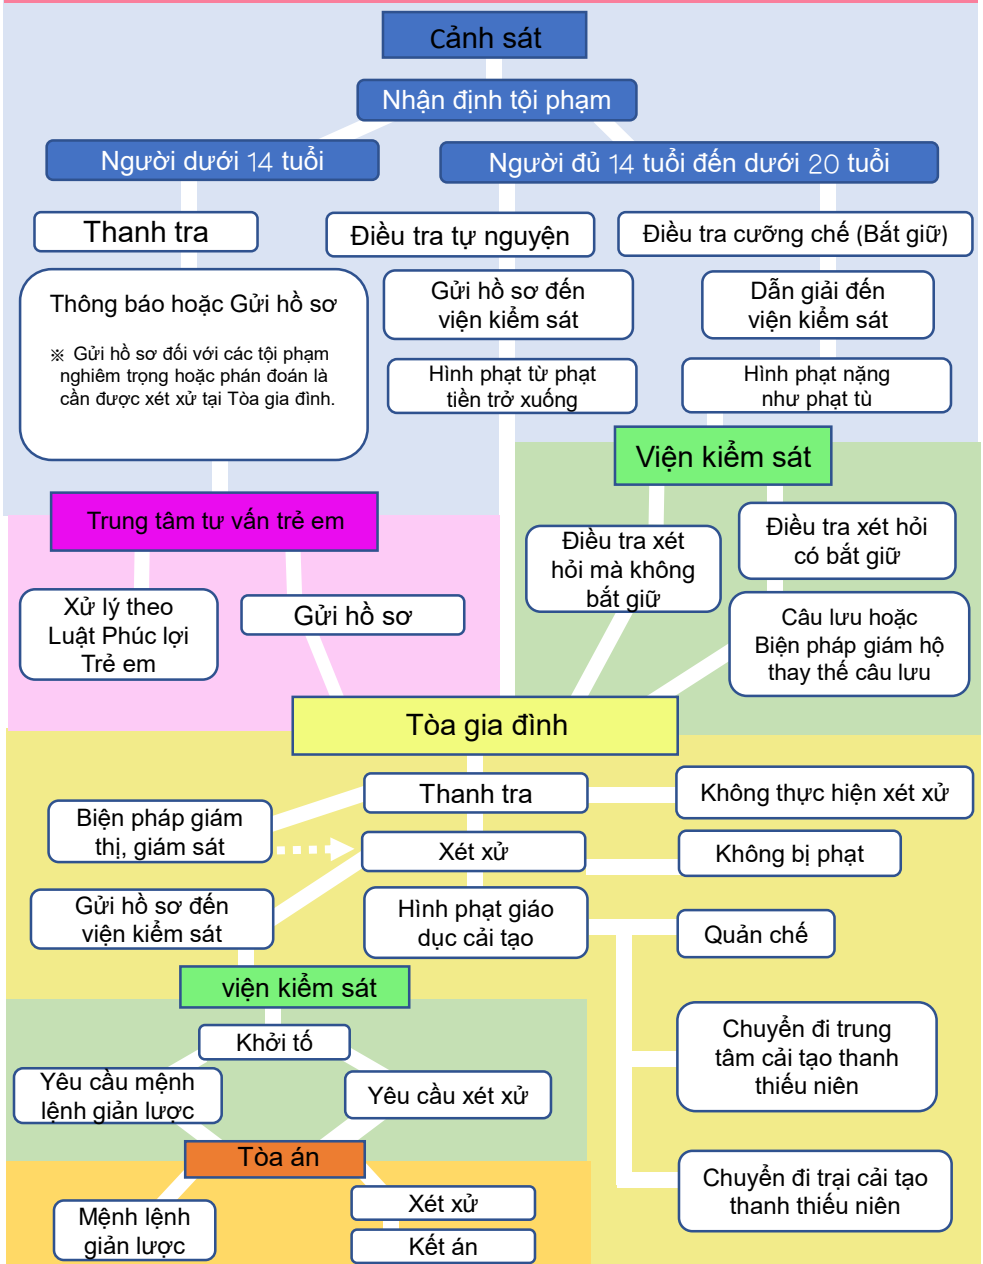 Cảnh sát
Nhận định tội phạm
Người dưới 14 tuổi
Người đủ 14 tuổi đến dưới 20 tuổi
Thanh tra
Điều tra tự nguyện
Điều tra cưỡng chế (Bắt giữ)
Thông báo hoặc Gửi hồ sơ
※ Gửi hồ sơ đối với các tội phạm
nghiêm trọng hoặc phán đoán là
cần được xét xử tại Tòa gia đình.
Gửi hồ sơ đến
viện kiểm sát
Dẫn giải đến
viện kiểm sát
Hình phạt từ phạt
tiền trở xuống
Hình phạt nặng
như phạt tù
Viện kiểm sát
Trung tâm tư vấn trẻ em
Điều tra xét
hỏi mà không
bắt giữ
Điều tra xét hỏi
có bắt giữ
Xử lý theo
Luật Phúc lợi
Trẻ em
Gửi hồ sơ
Câu lưu hoặc
Biện pháp giám hộ
thay thế câu lưu
Tòa gia đình
Thanh tra
Không thực hiện xét xử
Biện pháp giám
thị, giám sát
Xét xử
Không bị phạt
Gửi hồ sơ đến
viện kiểm sát
Hình phạt giáo
dục cải tạo
Quản chế
viện kiểm sát
Khởi tố
Chuyển đi trung
tâm cải tạo thanh
thiếu niên
Yêu cầu mệnh
lệnh giản lược
Yêu cầu xét xử
Tòa án
Chuyển đi trại cải tạo
thanh thiếu niên
Mệnh lệnh
giản lược
Xét xử
Kết án